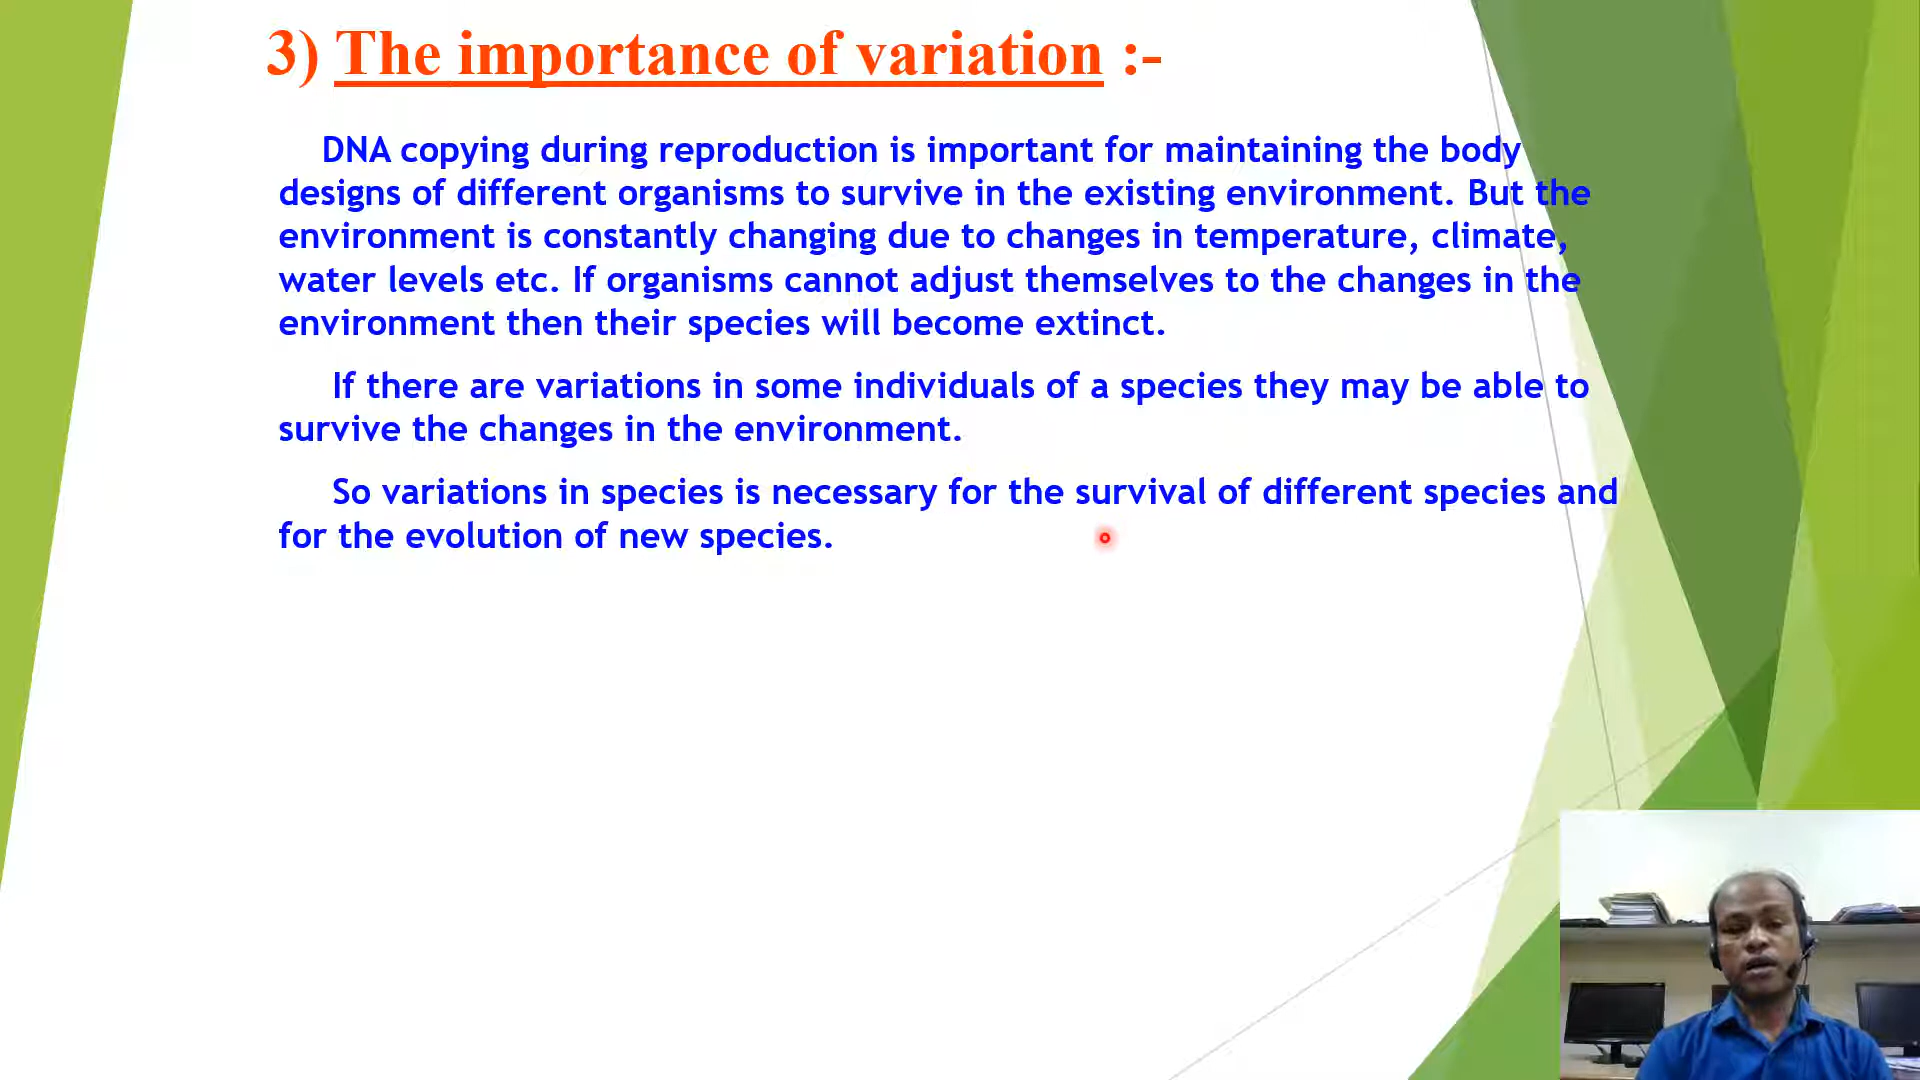 3) The importance of variation :-
DNA copying during reproduction is important for maintaining the body
designs of different organisms to survive in the existing environment. But the
environment is constantly changing due to changes in temperature, climate,
water levels etc. If organisms cannot adjust themselves to the changes in the
environment then their species will become extinct.
If there are variations in some individuals of a species they may be able to
survive the changes in the environment.
So variations in species is necessary for the survival of different species and
for the evolution of new species.